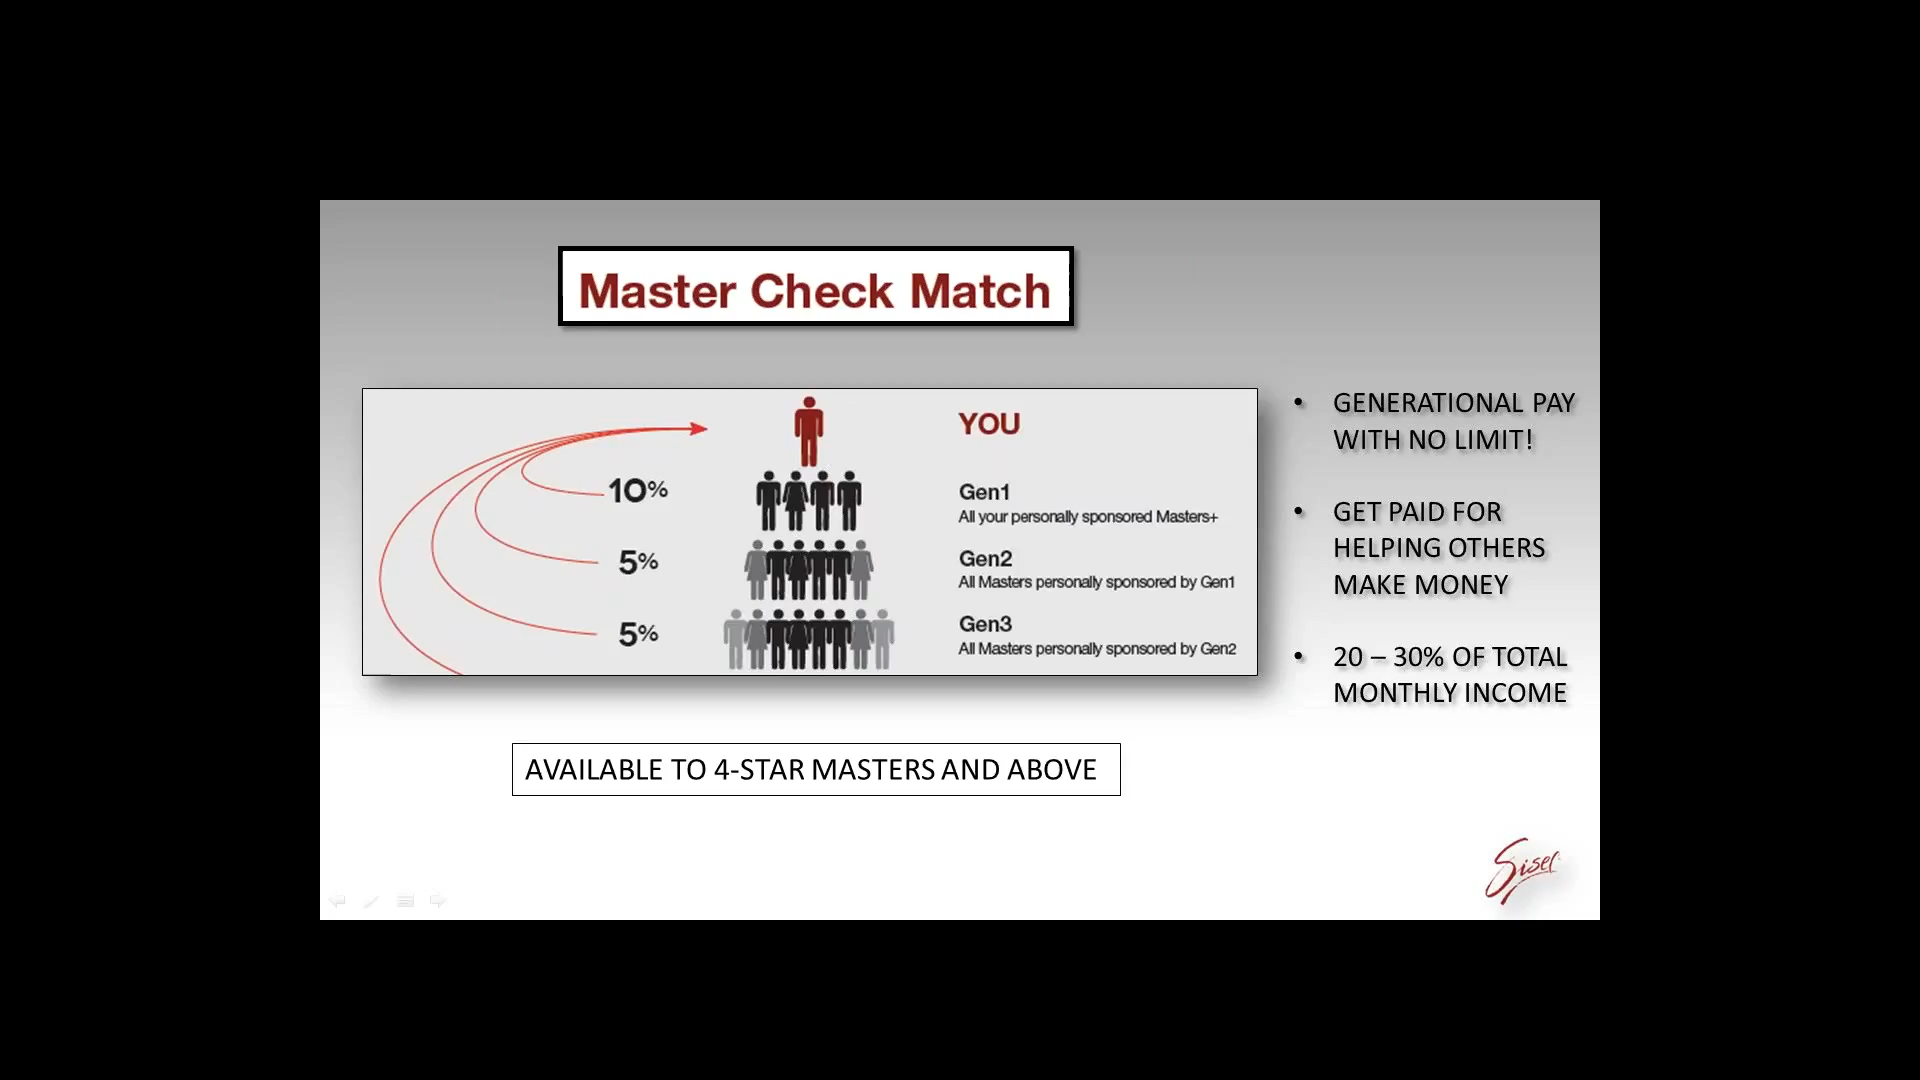 Master Check Match
YOU
10%
Gen1
All your personally sponsored Masters+
5%
Gen2
All Masters personally sponsored by Gen1
5%
Gen3
All Masters personally sponsored by Gen2
• GENERATIONAL PAY
WITH NO LIMIT!
• GET PAID FOR
HELPING OTHERS
MAKE MONEY
• 20 – 30% OF TOTAL
MONTHLY INCOME
AVAILABLE TO 4-STAR MASTERS AND ABOVE
Sisel